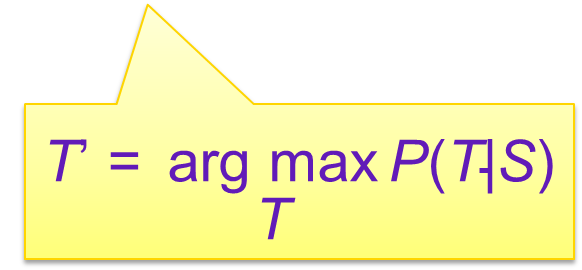 T’ = arg max P(T|S)
T